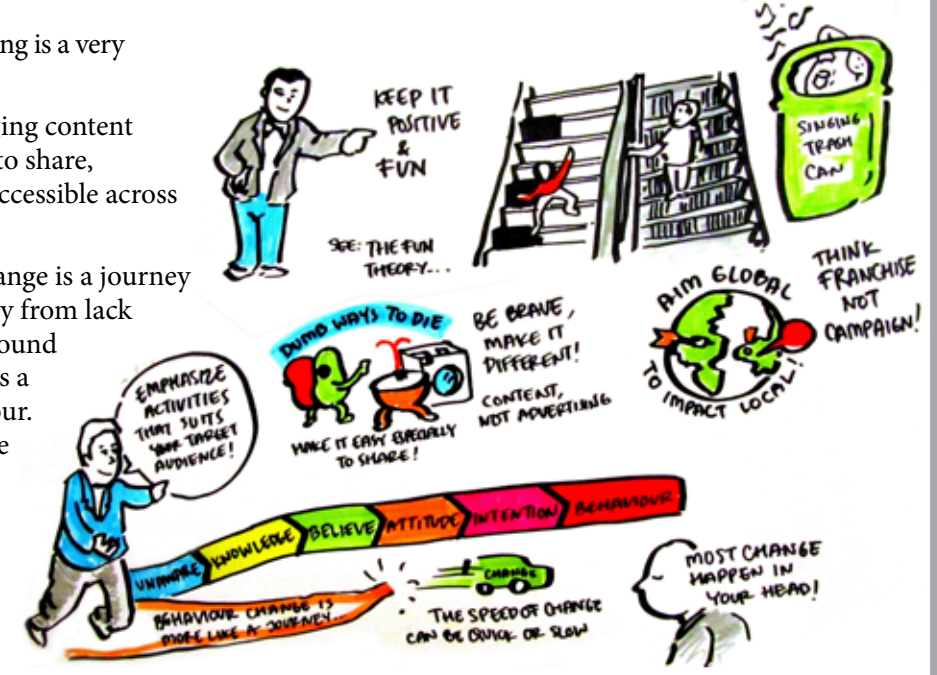 ng is a very
ing content
to share,
ccessible across
ange is a journey
y from lack
ound
s a
ur.
e
KEEP IT
POSITIVE
&
FUN
SEE: THE FUN
THEORY...
SINGING
TRASH
CAN
DUMB WAYS TO DIE
MAKE IT EASY ESPECIALLY
TO SHARE!
BE BRAVE,
MAKE IT
DIFFERENT!
CONTENT,
NOT ADVERTISING
AIM GLOBAL
TO IMPACT LOCAL!
THINK
FRANCHISE
NOT
CAMPAIGN!
EMPHASIZE
ACTIVITIES
THAT SUITS
YOUR TARGET
AUDIENCE!
UNAWARE
KNOWLEDGE
BELIEVE
ATTITUDE
INTENTION
BEHAVIOUR
BEHAVIOUR CHANGE IS
MORE LIKE A JOURNEY...
CHANGE
THE SPEED OF CHANGE
CAN BE QUICK OR SLOW
MOST CHANGE
HAPPEN IN
YOUR HEAD!